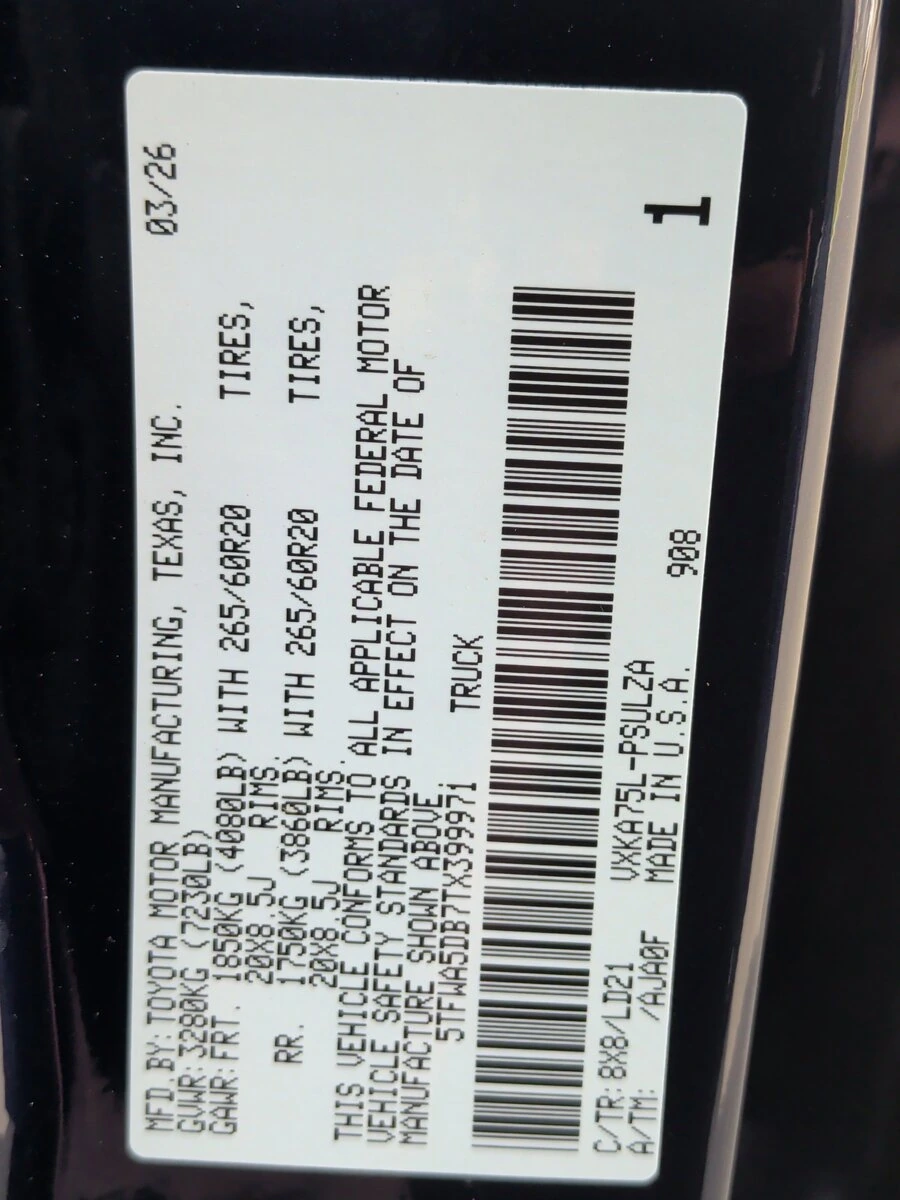 MFD.BY:TOYOTA MOTOR MANUFACTURING, TEXAS, INC. 03/26
GVWR:3280KG (7230LB)
GAWR:FRT. 1850KG (4080LB) WITH 265/60R20 TIRES,
20X8.5J RIMS.
RR. 1750KG (3860LB) WITH 265/60R20 TIRES,
20X8.5J RIMS.
THIS VEHICLE CONFORMS TO ALL APPLICABLE FEDERAL MOTOR
VEHICLE SAFETY STANDARDS IN EFFECT ON THE DATE OF
MANUFACTURE SHOWN ABOVE.
5TFWA5DB7TX399971 TRUCK
C/TR: 8X8/LD21 VXKA75L-PSULZA 1
A/TM: /AJA0F MADE IN U.S.A. 908